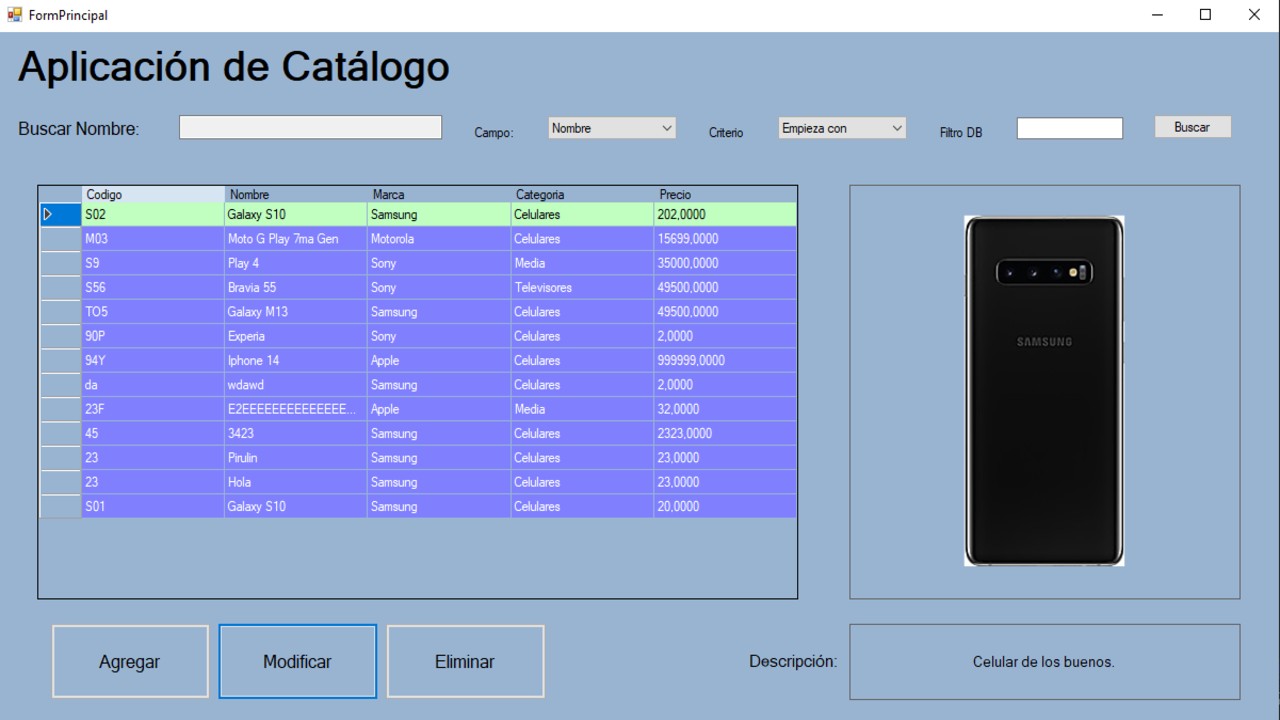 FormPrincipal
Aplicación de Catálogo
Buscar Nombre: Campo: Nombre Criterio Empieza con Filtro DB Buscar
Codigo Nombre Marca Categoria Precio
S02 Galaxy S10 Samsung Celulares 202,0000
M03 Moto G Play 7ma Gen Motorola Celulares 15699,0000
S9 Play 4 Sony Media 35000,0000
S56 Bravia 55 Sony Televisores 49500,0000
TO5 Galaxy M13 Samsung Celulares 49500,0000
90P Experia Sony Celulares 2,0000
94Y Iphone 14 Apple Celulares 999999,0000
da wdawd Samsung Celulares 2,0000
23F E2EEEEEEEEEEEEEE... Apple Media 32,0000
45 3423 Samsung Celulares 2323,0000
23 Pirulin Samsung Celulares 23,0000
23 Hola Samsung Celulares 23,0000
S01 Galaxy S10 Samsung Celulares 20,0000
SAMSUNG
Agregar Modificar Eliminar Descripción: Celular de los buenos.